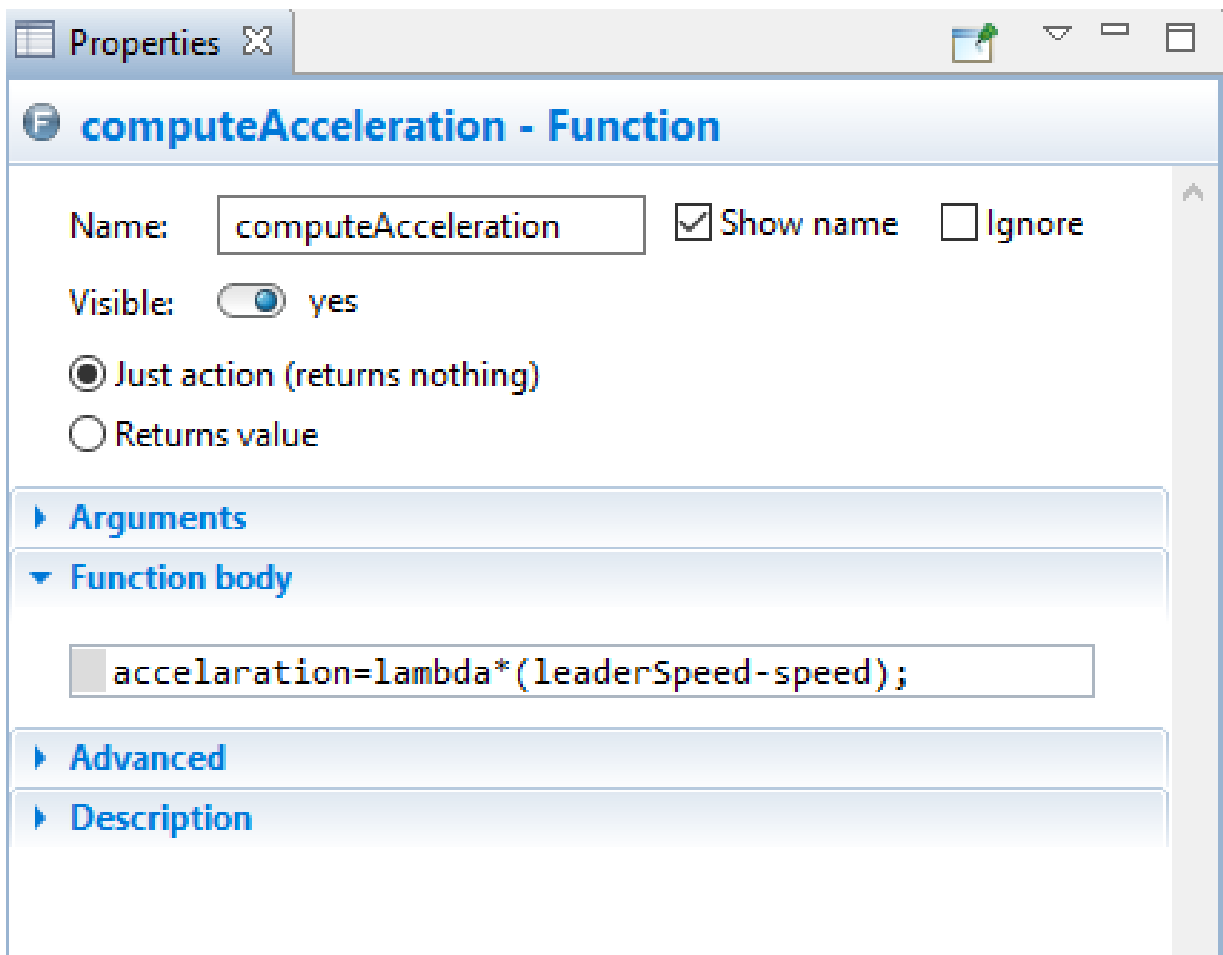 Properties
computeAcceleration - Function
Name: computeAcceleration Show name Ignore
Visible: yes
Just action (returns nothing)
Returns value
Arguments
Function body
accelaration=lambda*(leaderSpeed-speed);
Advanced
Description